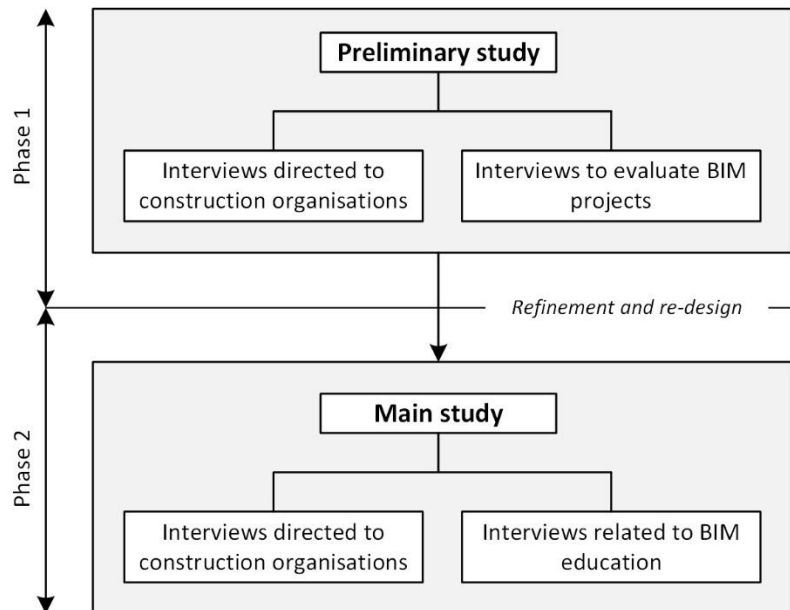 Phase 1
Preliminary study
Interviews directed to
construction organisations
Interviews to evaluate BIM
projects
Refinement and re-design
Phase 2
Main study
Interviews directed to
construction organisations
Interviews related to BIM
education